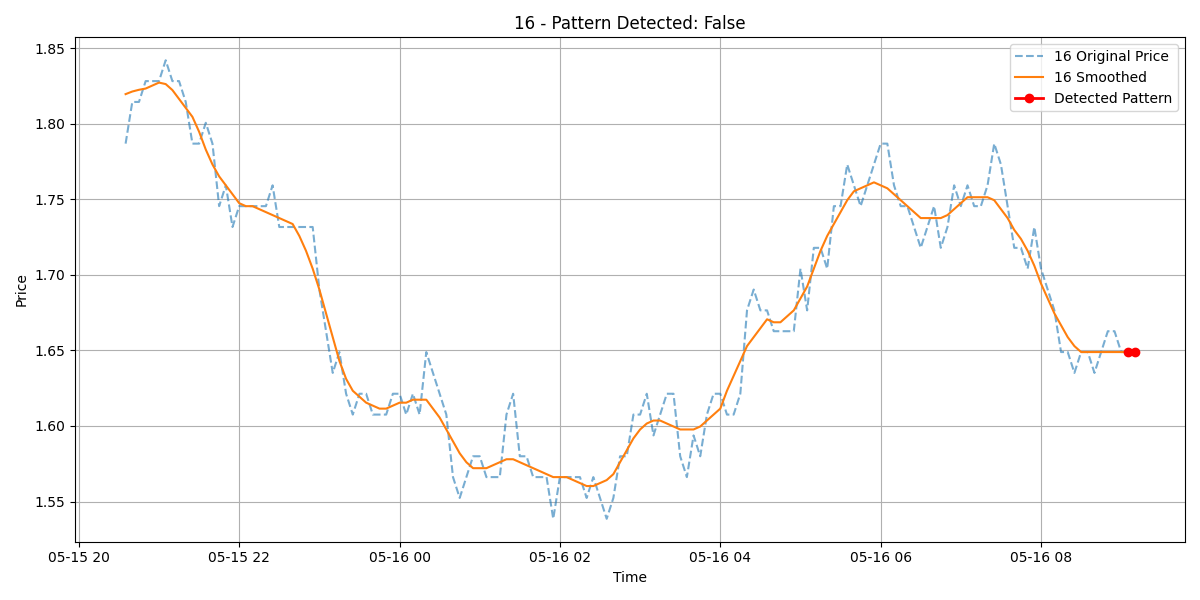 16 - Pattern Detected: False
16 Original Price
16 Smoothed
Detected Pattern
Price
1.85
1.80
1.75
1.70
1.65
1.60
1.55
05-15 20
05-15 22
05-16 00
05-16 02
05-16 04
05-16 06
05-16 08
Time